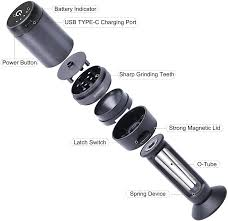 Battery Indicator
USB TYPE-C Charging Port
Power Button
Sharp Grinding Teeth
Strong Magnetic Lid
Latch Switch
O-Tube
Spring Device